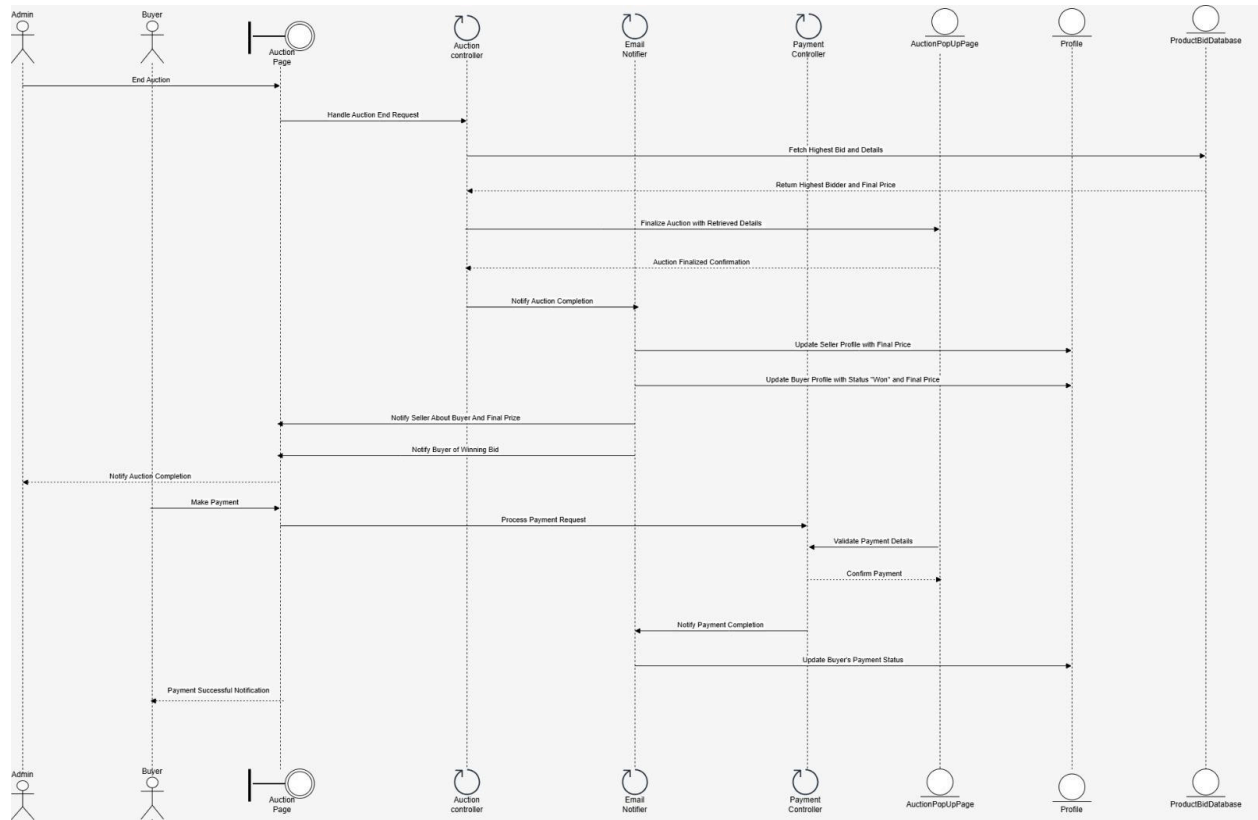 Admin
Buyer
Auction
Page
Auction
controller
Email
Notifier
Payment
Controller
AuctionPopUpPage
Profile
ProductBidDatabase
End Auction
Handle Auction End Request
Fetch Highest Bid and Details
Return Highest Bidder and Final Price
Finalize Auction with Retrieved Details
Auction Finalized Confirmation
Notify Auction Completion
Update Seller Profile with Final Price
Update Buyer Profile with Status "Won" and Final Price
Notify Seller About Buyer And Final Prize
Notify Buyer of Winning Bid
Notify Auction Completion
Make Payment
Process Payment Request
Validate Payment Details
Confirm Payment
Notify Payment Completion
Update Buyer's Payment Status
Payment Successful Notification
Admin
Buyer
Auction
Page
Auction
controller
Email
Notifier
Payment
Controller
AuctionPopUpPage
Profile
ProductBidDatabase